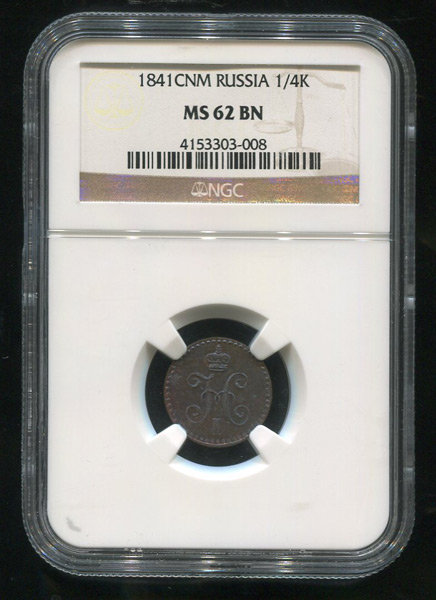 1841CNM RUSSIA 1/4K
MS 62 BN
4153303-008
NGC